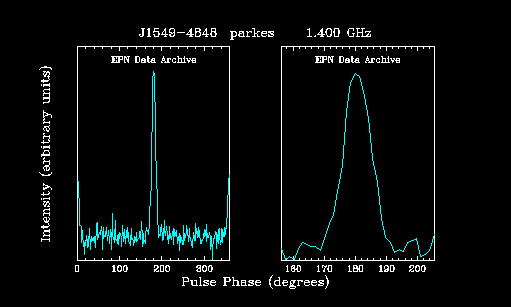 J1549-4848 parkes 1.400 GHz
EPN Data Archive
EPN Data Archive
Intensity (arbitrary units)
0 100 200 300
160 170 180 190 200
Pulse Phase (degrees)